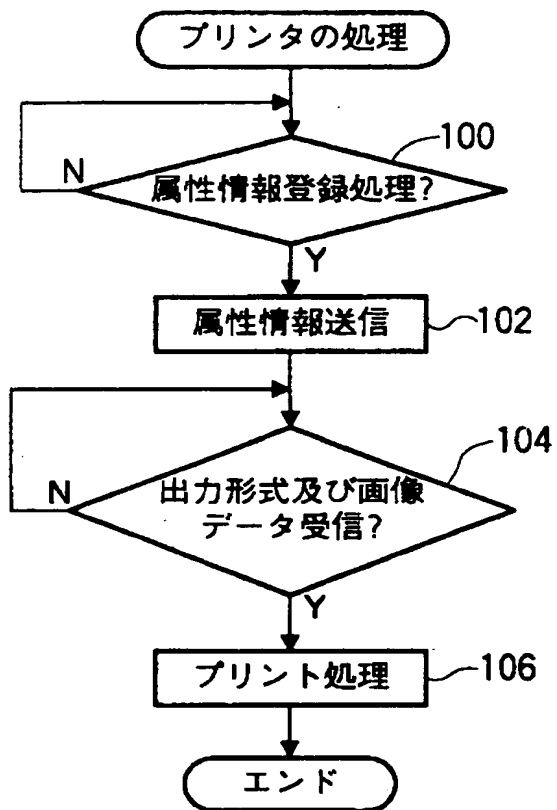 プリンタの処理
100
N
属性情報登録処理?
Y
属性情報送信
102
104
N
出力形式及び画像
データ受信?
Y
プリント処理
106
エンド